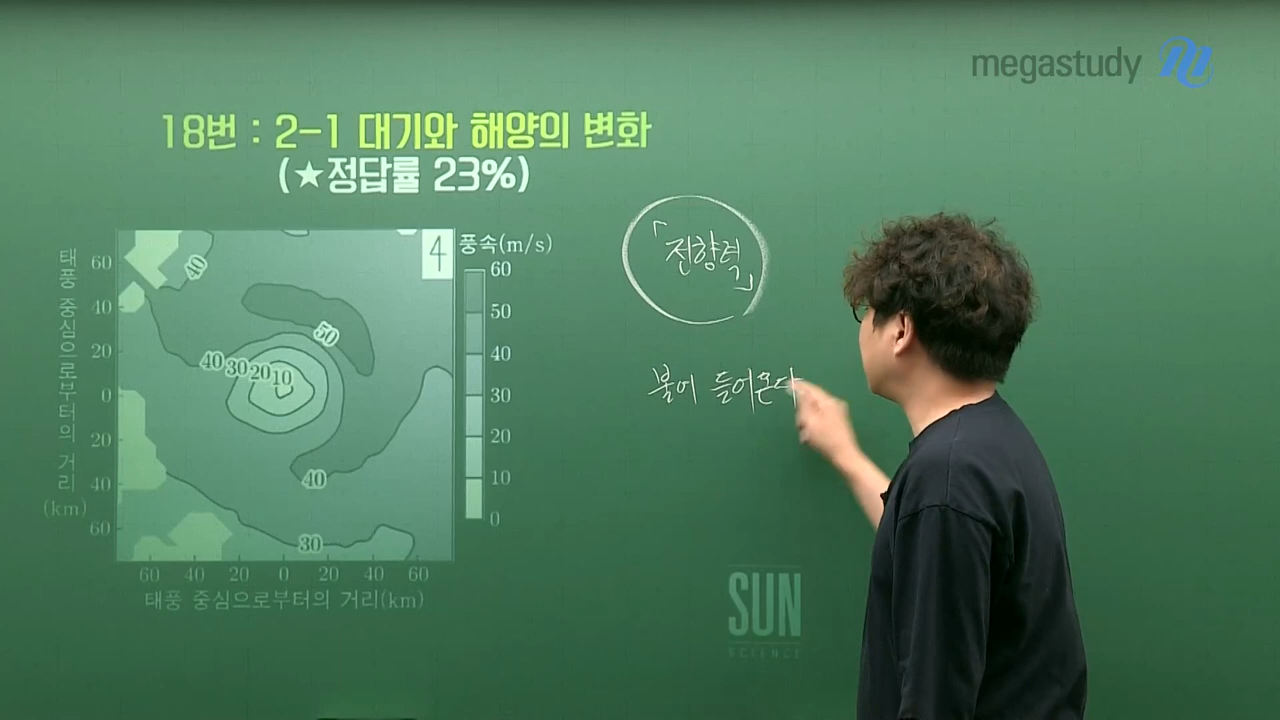 megastudy
18번 : 2-1 대기와 해양의 변화
(★정답률 23%)
「전향력」
불어 들어온다
4
풍속(m/s)
60
50
40
30
20
10
0
태풍 중심으로부터의 거리
(km)
60
40
20
0
20
40
60
40
50
40 30 20 10
40
30
60 40 20 0 20 40 60
태풍 중심으로부터의 거리(km)
SUN
SCIENCE